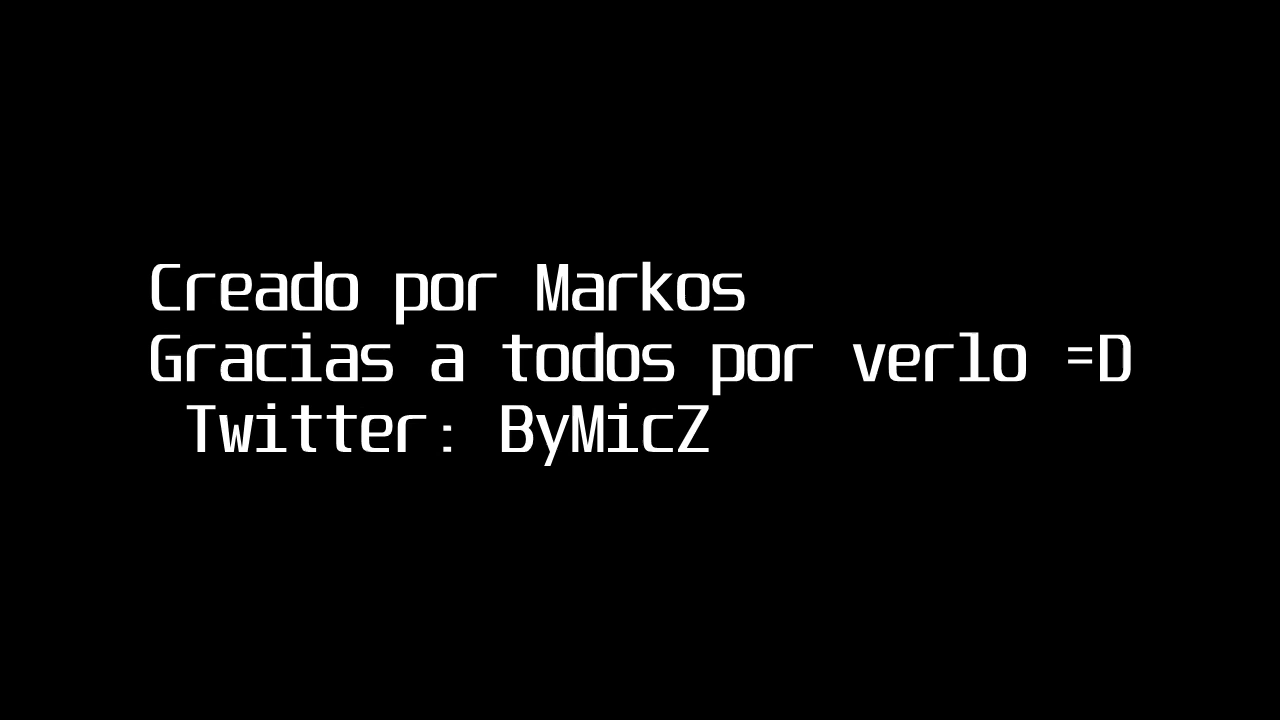 Creado por Markos
Gracias a todos por verlo =D
Twitter: ByMicZ